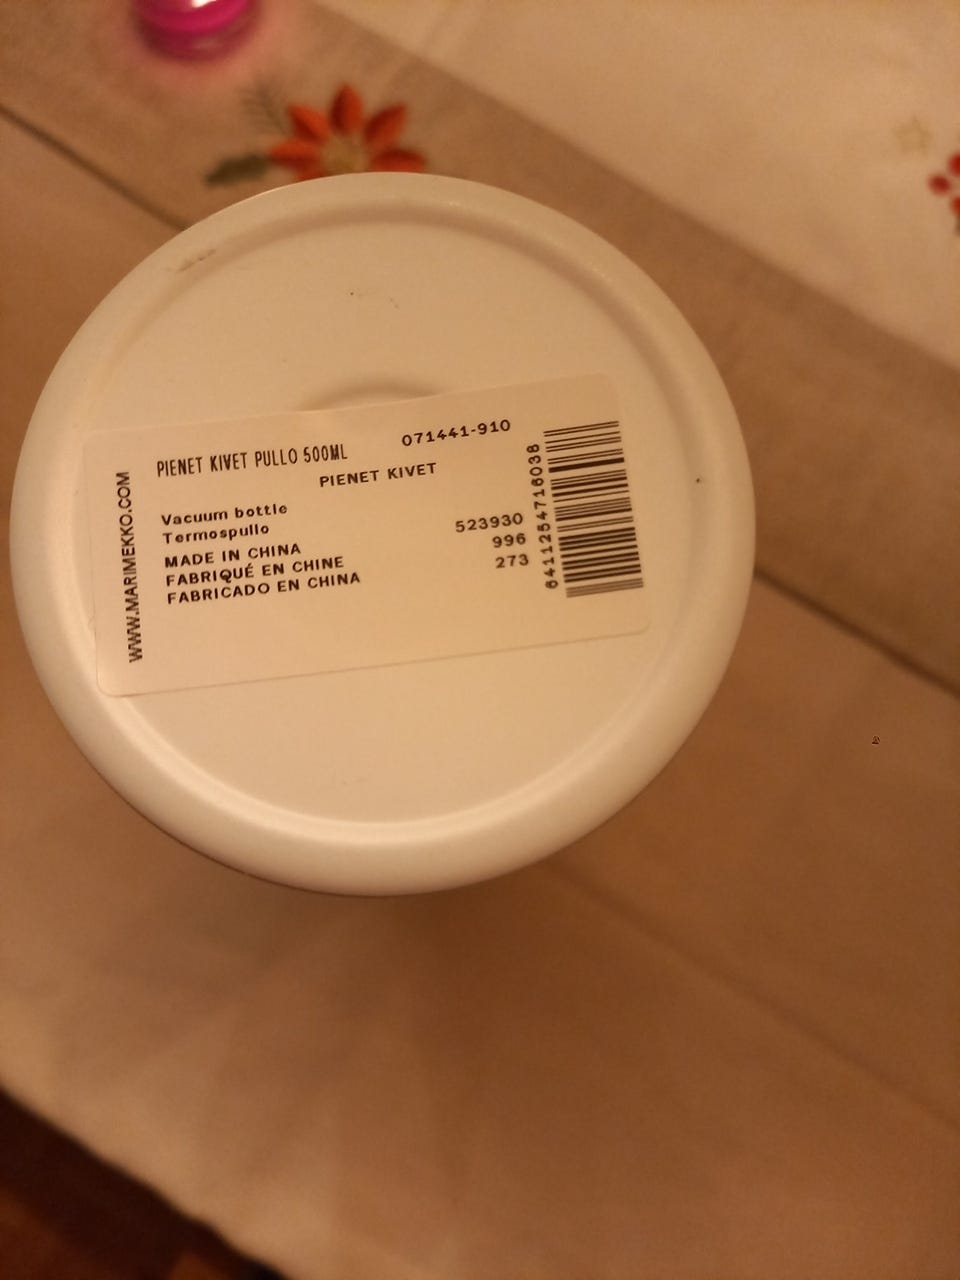 071441-910
PIENET KIVET PULLO 500ML
PIENET KIVET
Vacuum bottle
Termospullo
MADE IN CHINA
FABRIQUÉ EN CHINE
FABRICADO EN CHINA
523930
996
273
6411254716038
WWW.MARIMEKKO.COM